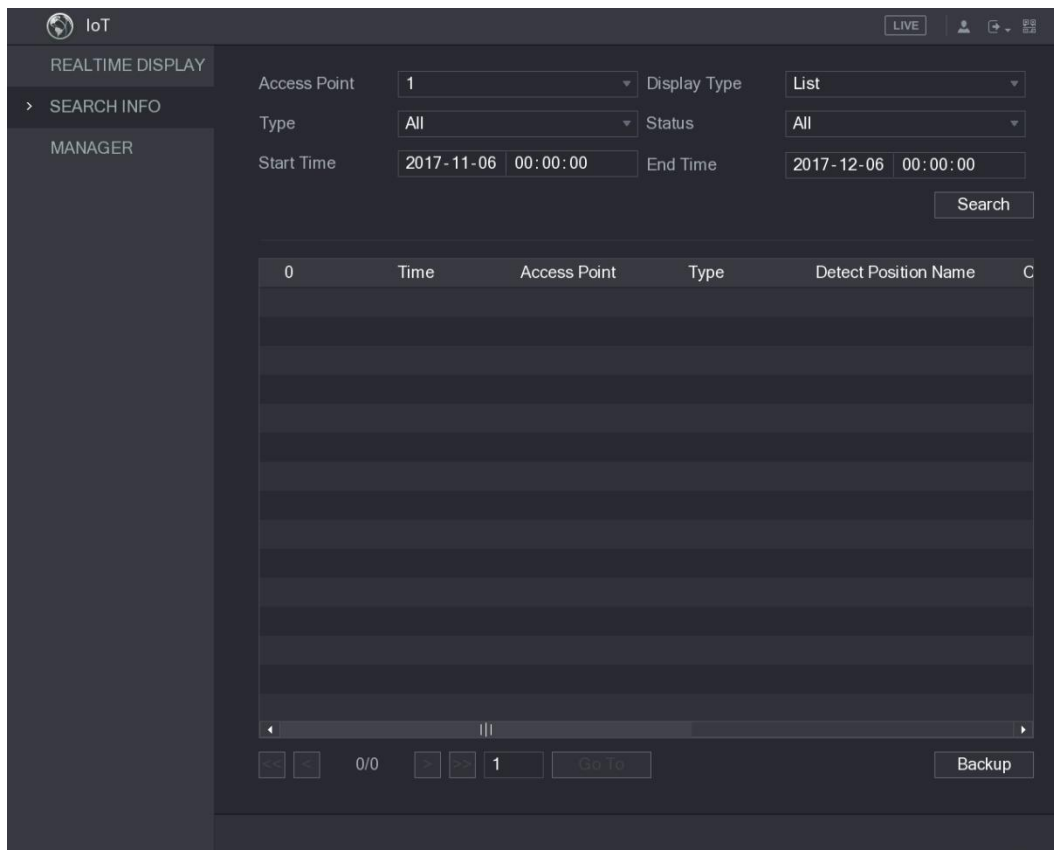 IoT LIVE
REALTIME DISPLAY
SEARCH INFO
MANAGER
Access Point 1 Display Type List
Type All Status All
Start Time 2017-11-06 00:00:00 End Time 2017-12-06 00:00:00
Search
0 Time Access Point Type Detect Position Name
<< < 0/0 > >> 1 Go To Backup